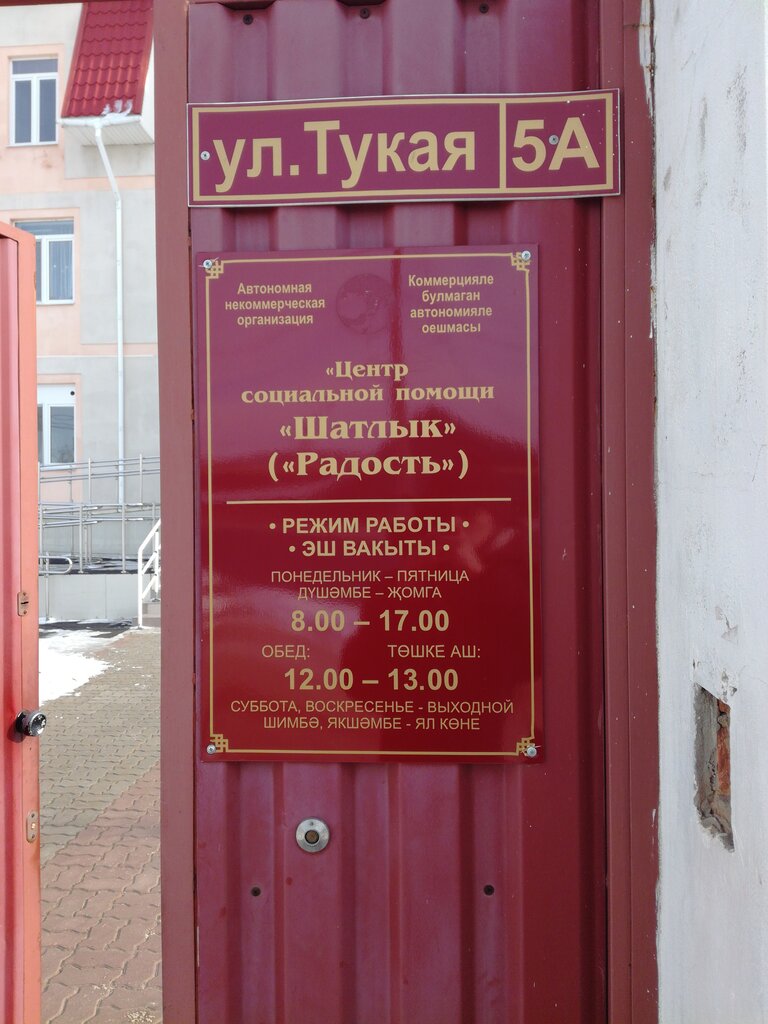 ул.Тукая 5А
Автономная
некоммерческая
организация
Коммерцияле
булмаган
автономияле
оешмасы
«Центр
социальной помощи
«Шатлык»
(«Радость»)
• РЕЖИМ РАБОТЫ •
• ЭШ ВАКЫТЫ •
ПОНЕДЕЛЬНИК – ПЯТНИЦА
ДҮШӘМБЕ – ҖОМГА
8.00 – 17.00
ОБЕД: ТӨШКЕ АШ:
12.00 – 13.00
СУББОТА, ВОСКРЕСЕНЬЕ - ВЫХОДНОЙ
ШИМБӘ, ЯКШӘМБЕ - ЯЛ КӨНЕ